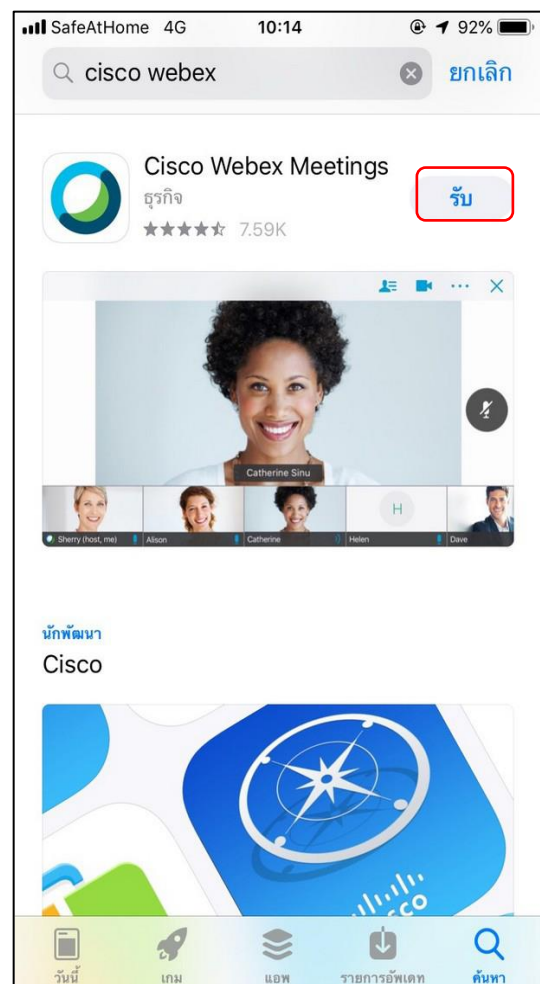 SafeAtHome 4G 10:14 92%
cisco webex ยกเลิก
Cisco Webex Meetings
ธุรกิจ
รับ
7.59K
Catherine Sinu
Sherry (host, me) Alison Catherine Helen Dave
H
นักพัฒนา
Cisco
cisco
วันนี้ เกม แอพ รายการอัพเดท ค้นหา